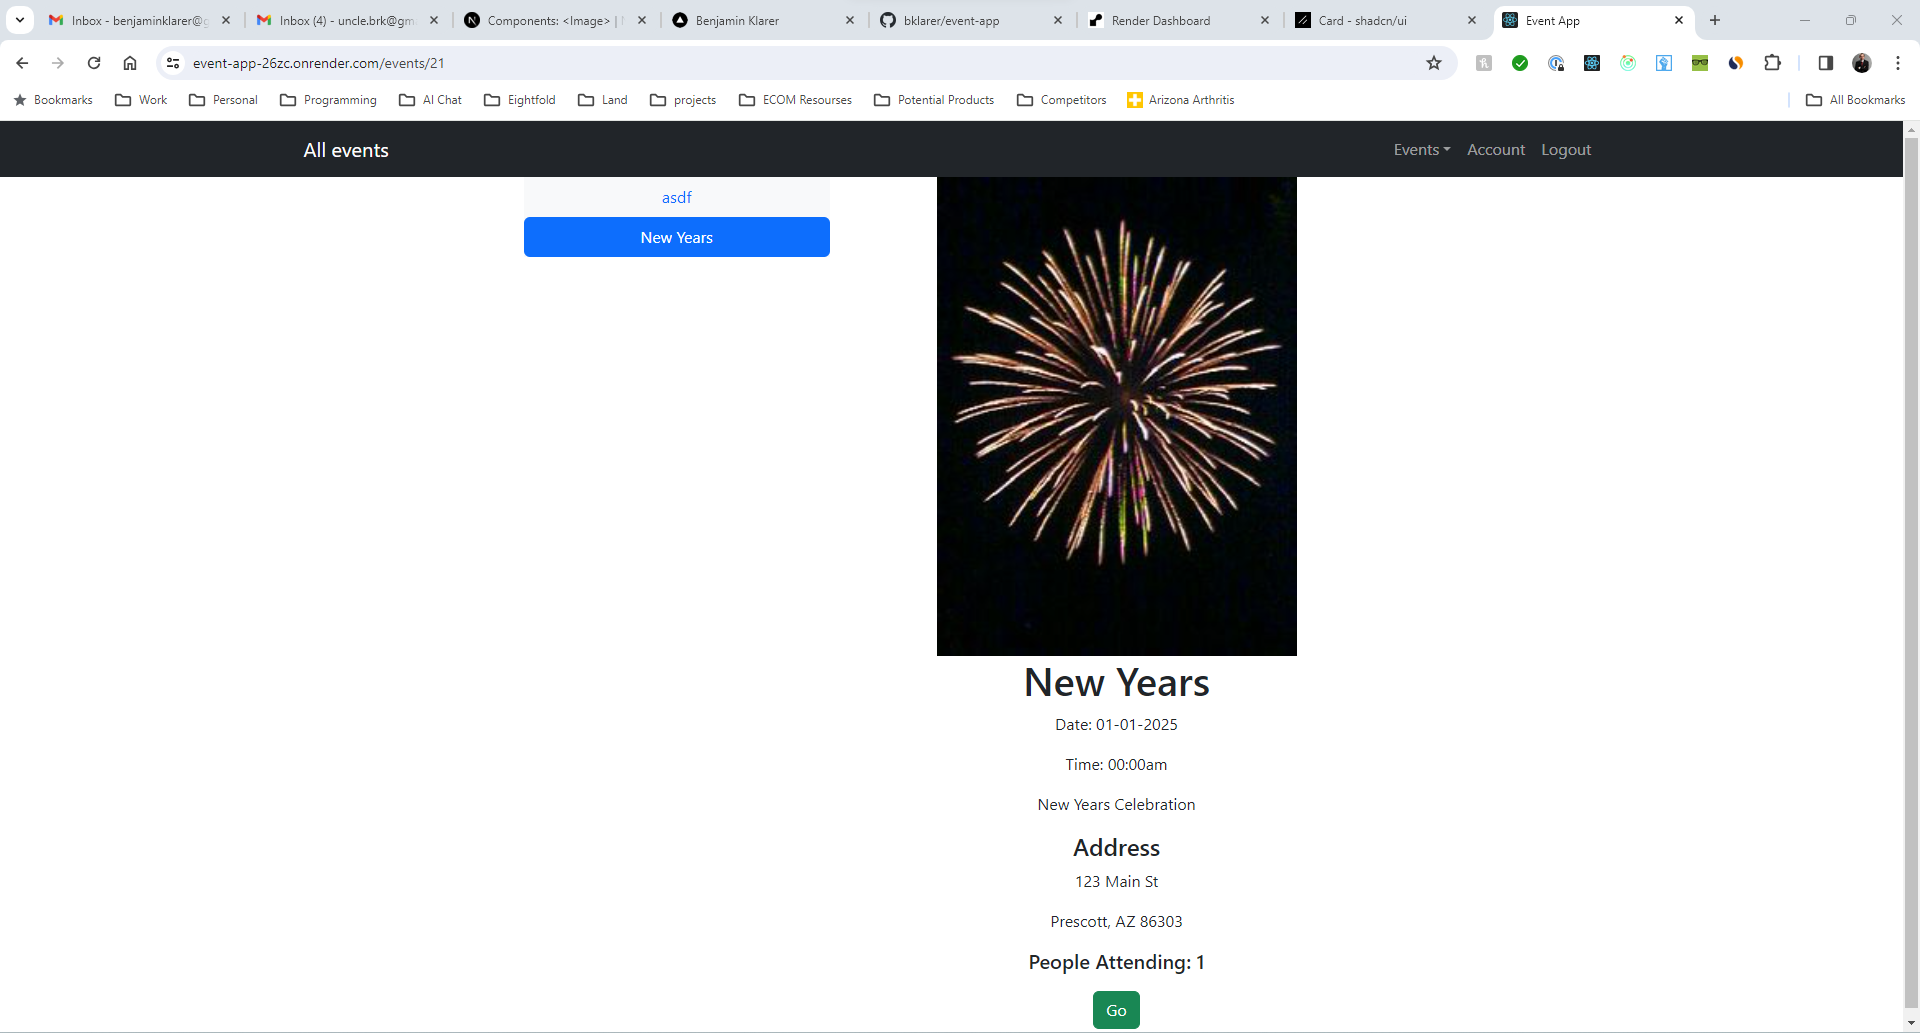 Inbox - benjaminklarer@g
Inbox (4) - uncle.brk@gm
Components: <Image> |
Benjamin Klarer
bklarer/event-app
Render Dashboard
Card - shadcn/ui
Event App
event-app-26zc.onrender.com/events/21
Bookmarks
Work
Personal
Programming
AI Chat
Eightfold
Land
projects
ECOM Resourses
Potential Products
Competitors
Arizona Arthritis
All Bookmarks
All events
Events
Account
Logout
asdf
New Years
New Years
Date: 01-01-2025
Time: 00:00am
New Years Celebration
Address
123 Main St
Prescott, AZ 86303
People Attending: 1
Go